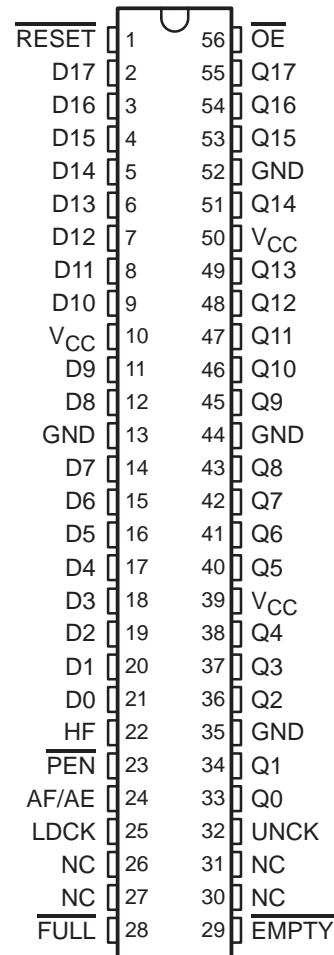 RESET 1 56 OE
D17 2 55 Q17
D16 3 54 Q16
D15 4 53 Q15
D14 5 52 GND
D13 6 51 Q14
D12 7 50 VCC
D11 8 49 Q13
D10 9 48 Q12
VCC 10 47 Q11
D9 11 46 Q10
D8 12 45 Q9
GND 13 44 GND
D7 14 43 Q8
D6 15 42 Q7
D5 16 41 Q6
D4 17 40 Q5
D3 18 39 VCC
D2 19 38 Q4
D1 20 37 Q3
D0 21 36 Q2
HF 22 35 GND
PEN 23 34 Q1
AF/AE 24 33 Q0
LDCK 25 32 UNCK
NC 26 31 NC
NC 27 30 NC
FULL 28 29 EMPTY